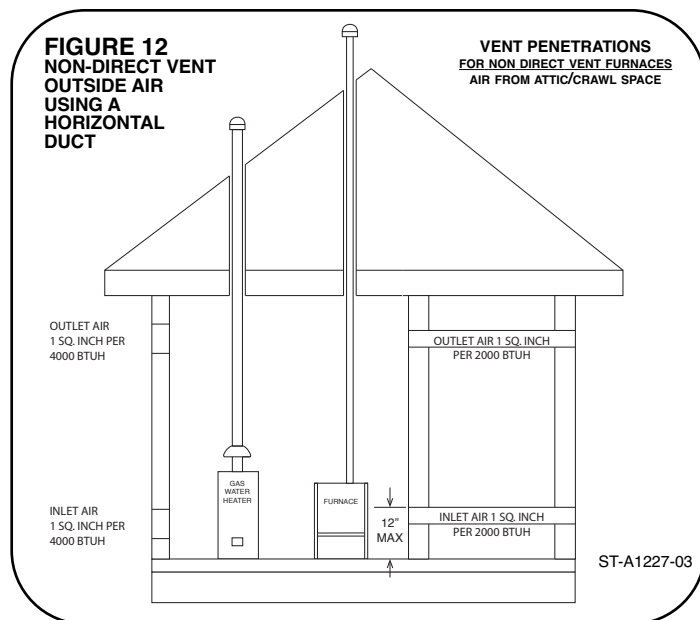 FIGURE 12
NON-DIRECT VENT
OUTSIDE AIR
USING A
HORIZONTAL
DUCT
VENT PENETRATIONS
FOR NON DIRECT VENT FURNACES
AIR FROM ATTIC/CRAWL SPACE
OUTLET AIR
1 SQ. INCH PER
4000 BTUH
OUTLET AIR 1 SQ. INCH
PER 2000 BTUH
GAS
WATER
HEATER
FURNACE
INLET AIR
1 SQ. INCH PER
4000 BTUH
12"
MAX
INLET AIR 1 SQ. INCH
PER 2000 BTUH
ST-A1227-03